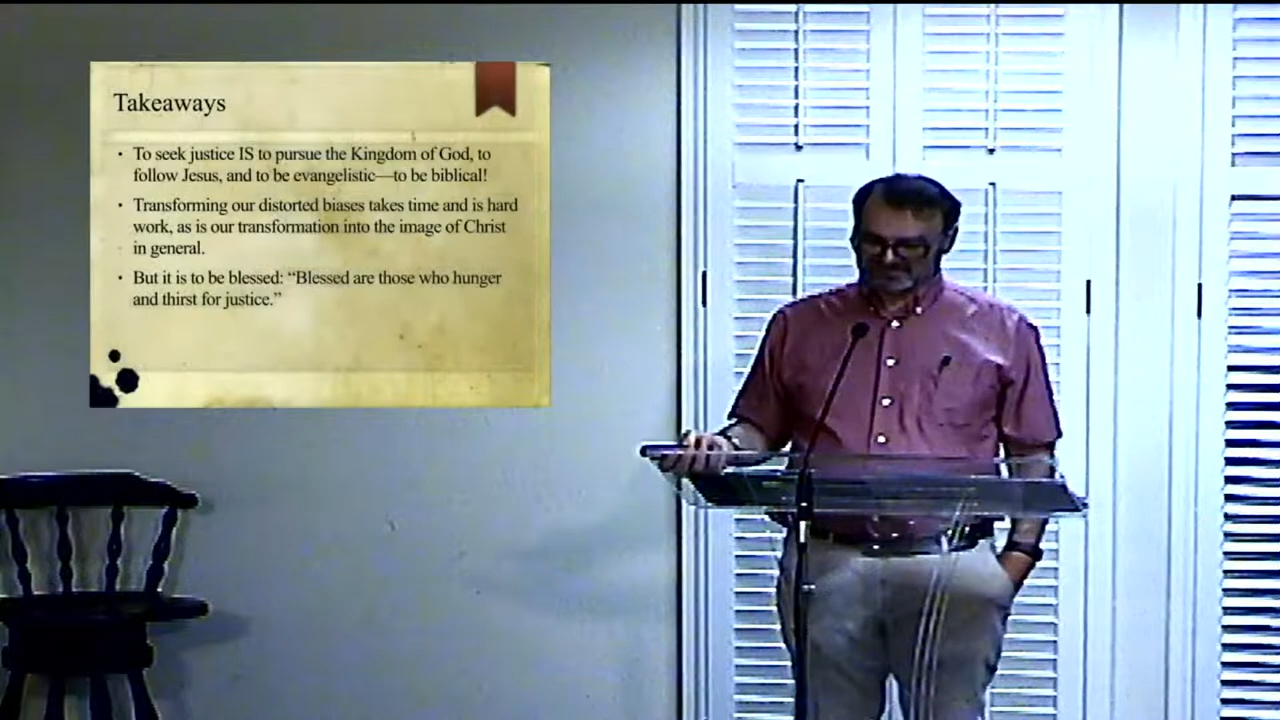 Takeaways
• To seek justice IS to pursue the Kingdom of God, to
follow Jesus, and to be evangelistic—to be biblical!
• Transforming our distorted biases takes time and is hard
work, as is our transformation into the image of Christ
in general.
• But it is to be blessed: “Blessed are those who hunger
and thirst for justice.”